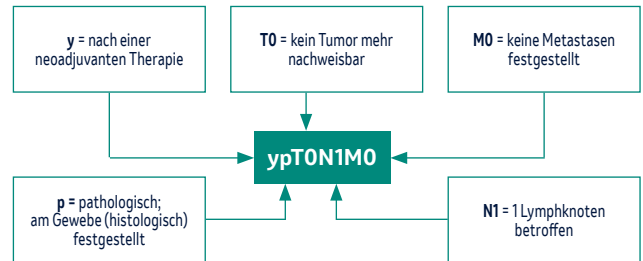 y = nach einer
neoadjuvanten Therapie
T0 = kein Tumor mehr
nachweisbar
M0 = keine Metastasen
festgestellt
ypT0N1M0
p = pathologisch;
am Gewebe (histologisch)
festgestellt
N1 = 1 Lymphknoten
betroffen